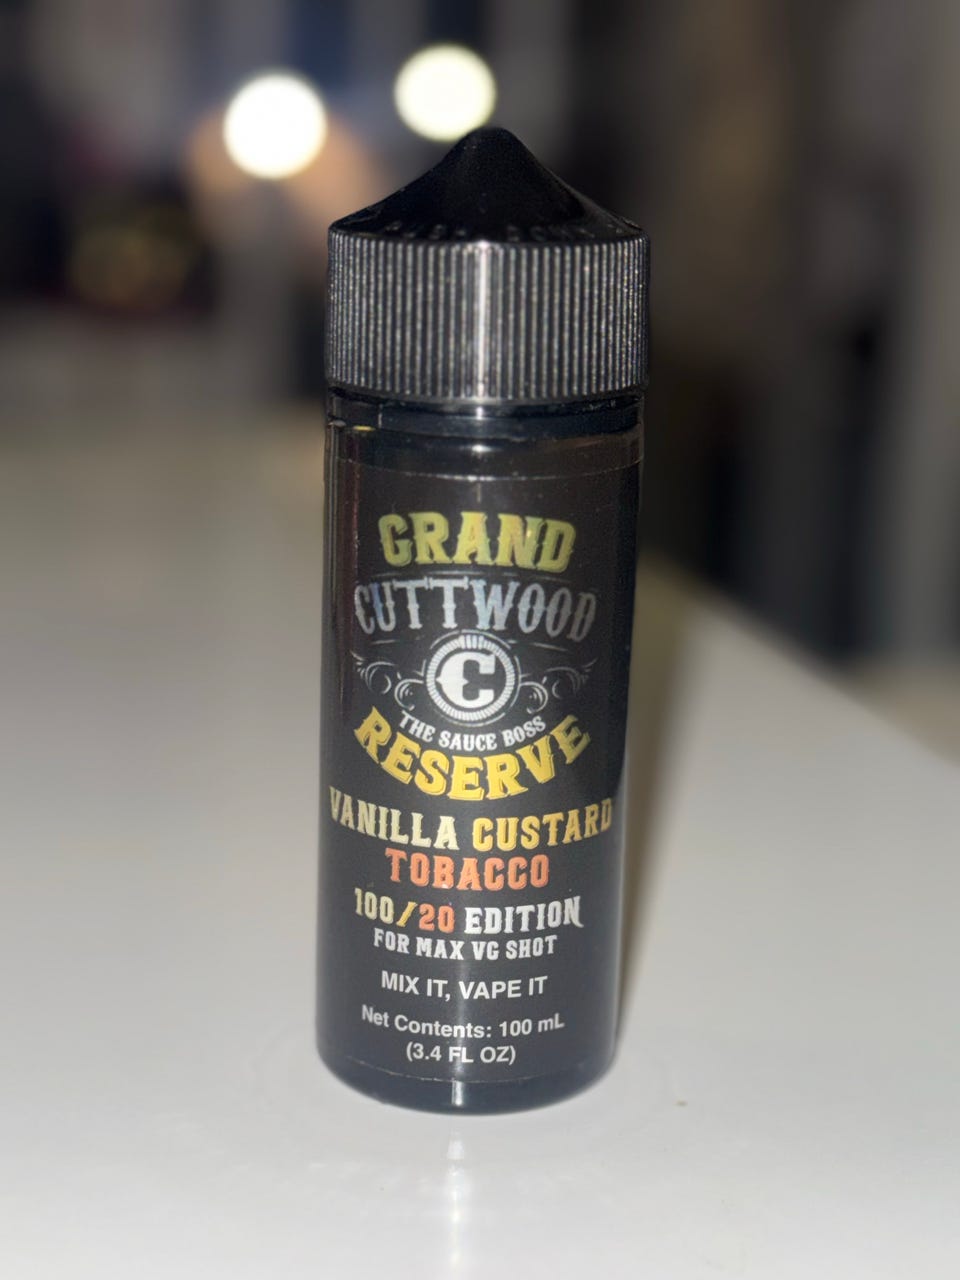 GRAND
CUTTWOOD
C
THE SAUCE BOSS
RESERVE
VANILLA CUSTARD
TOBACCO
100/20 EDITION
FOR MAX VG SHOT
MIX IT, VAPE IT
Net Contents: 100 mL
(3.4 FL OZ)